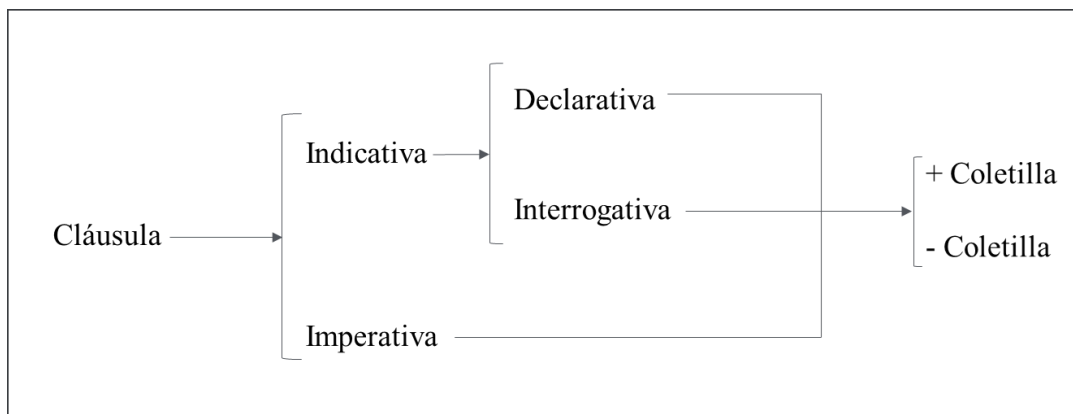 Cláusula
Indicativa
Imperativa
Declarativa
Interrogativa
+ Coletilla
- Coletilla